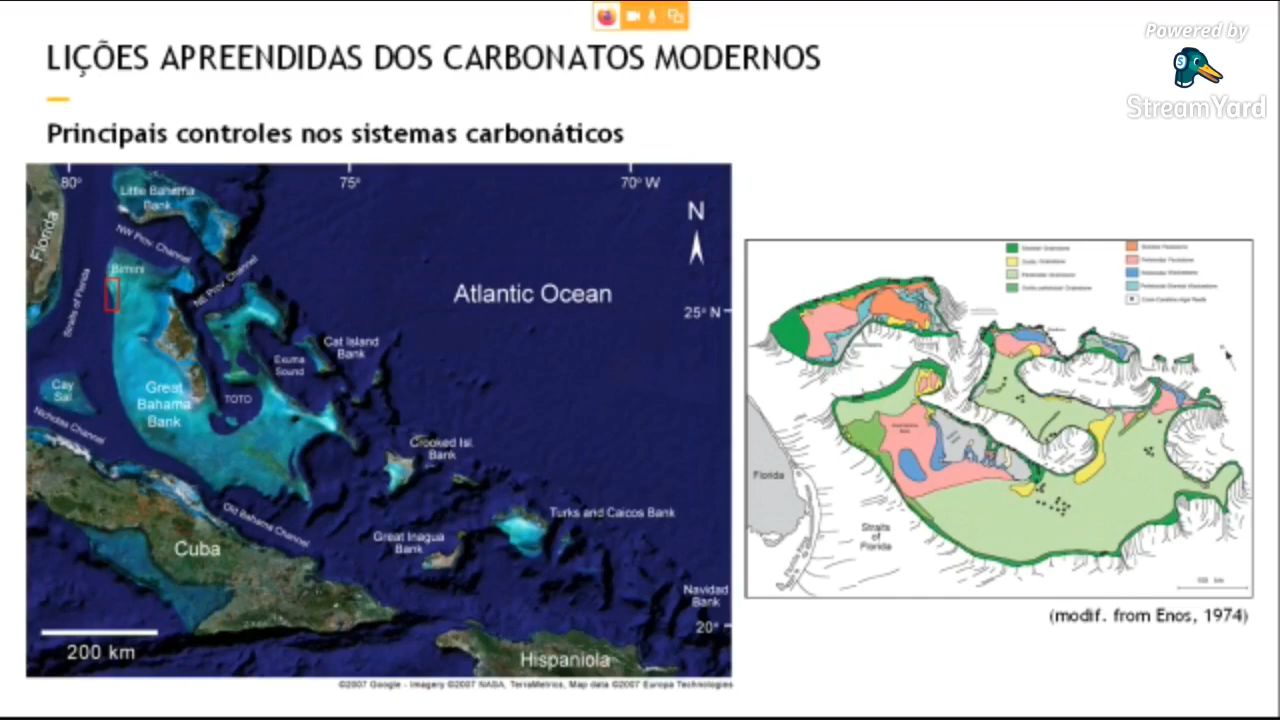 LIÇÕES APREENDIDAS DOS CARBONATOS MODERNOS
Powered by
StreamYard
Principais controles nos sistemas carbonáticos
80°
75°
70° W
Little Bahama
Bank
N
Florida
NW Prov. Channel
NE Prov. Channel
Bimini
Straits of Florida
Atlantic Ocean
25° N
Cat Island
Bank
Exuma
Sound
Cay
Sal
Great
Bahama
Bank
TOTO
Nicholas Channel
Crooked Isl.
Bank
Old Bahama Channel
Turks and Caicos Bank
Great Inagua
Bank
Cuba
Navidad
Bank
20°
200 km
Hispaniola
©2007 Google - Imagery ©2007 NASA, TerraMetrics, Map data ©2007 Europa Technologies
Florida
Straits
of
Florida
(modif. from Enos, 1974)